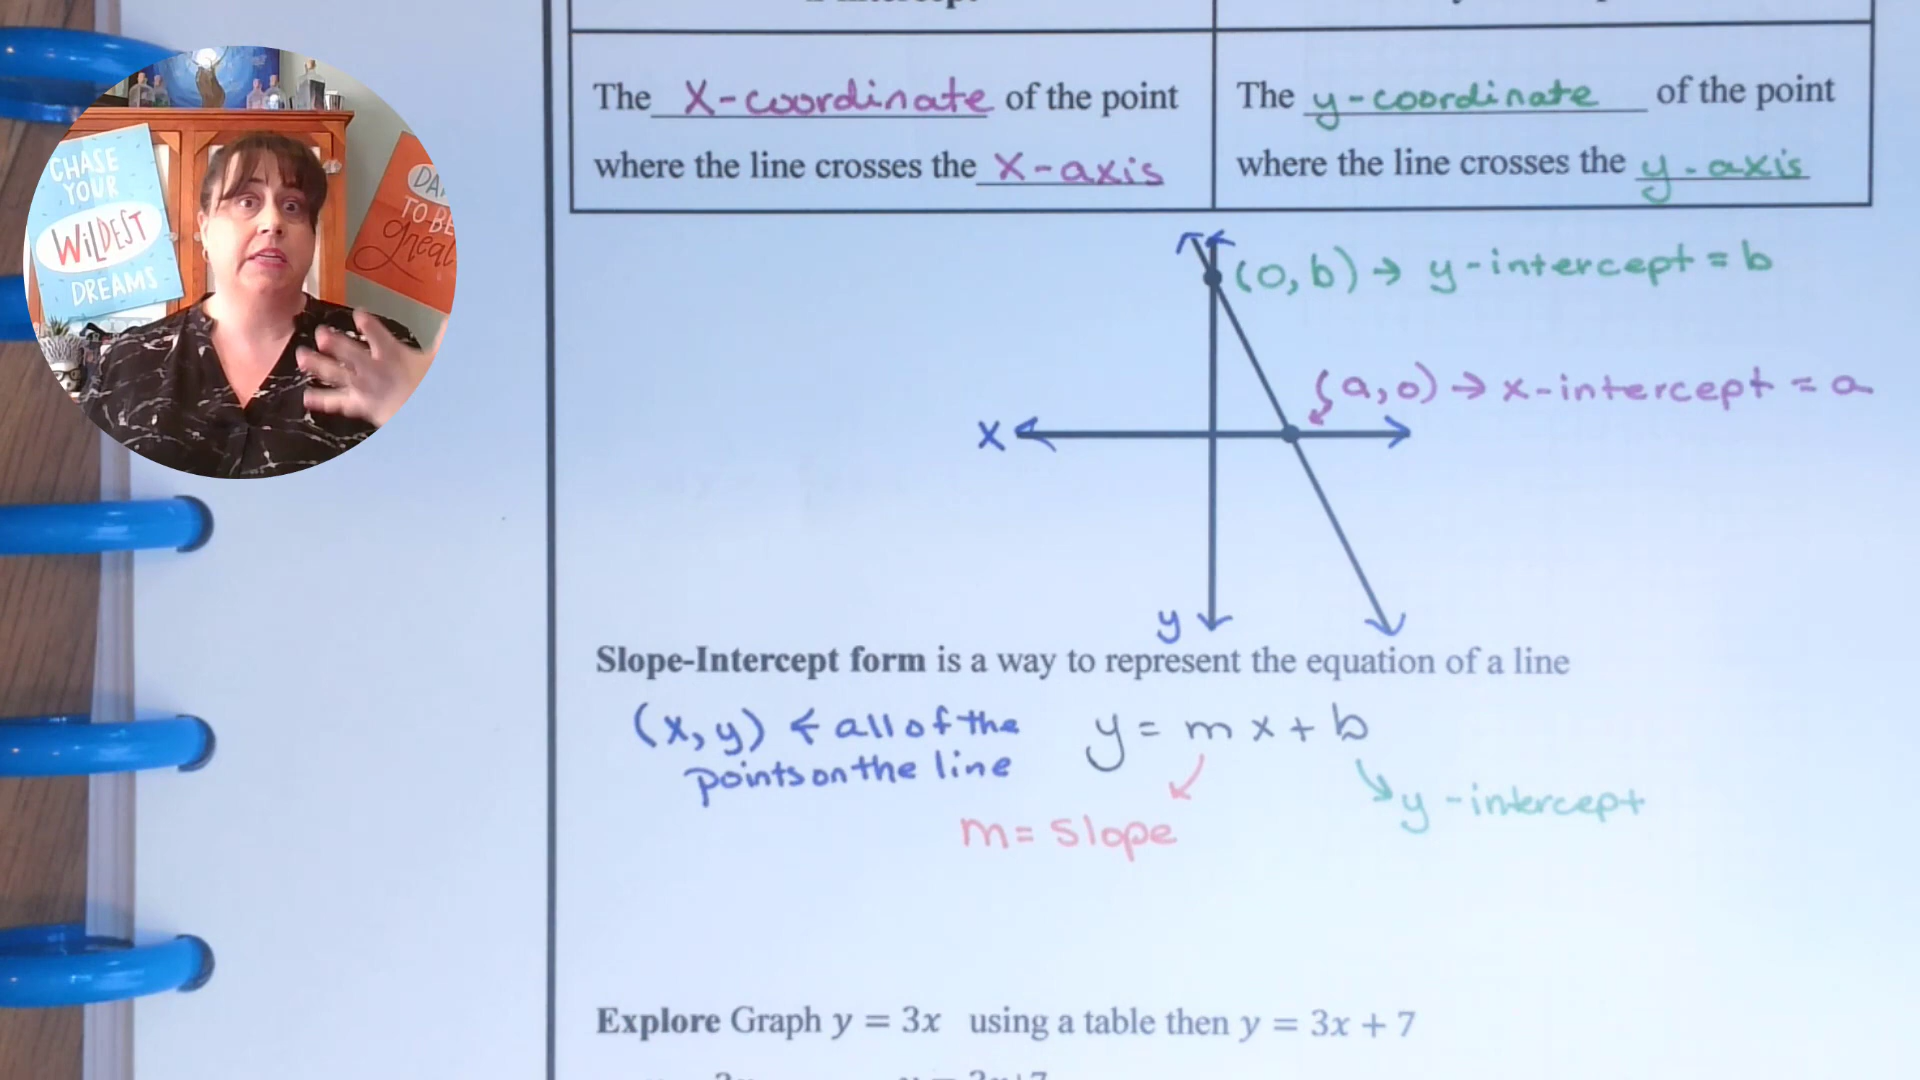 The X-coordinate of the point
where the line crosses the X-axis
The y-coordinate of the point
where the line crosses the y-axis
CHASE
YOUR
WiLDEST
DREAMS
TO BE
great
(0,b) → y-intercept = b
(a,0) → x-intercept = a
X
y
Slope-Intercept form is a way to represent the equation of a line
(x,y) ← all of the
points on the line
y = mx + b
m = slope
y-intercept
Explore Graph y = 3x using a table then y = 3x + 7